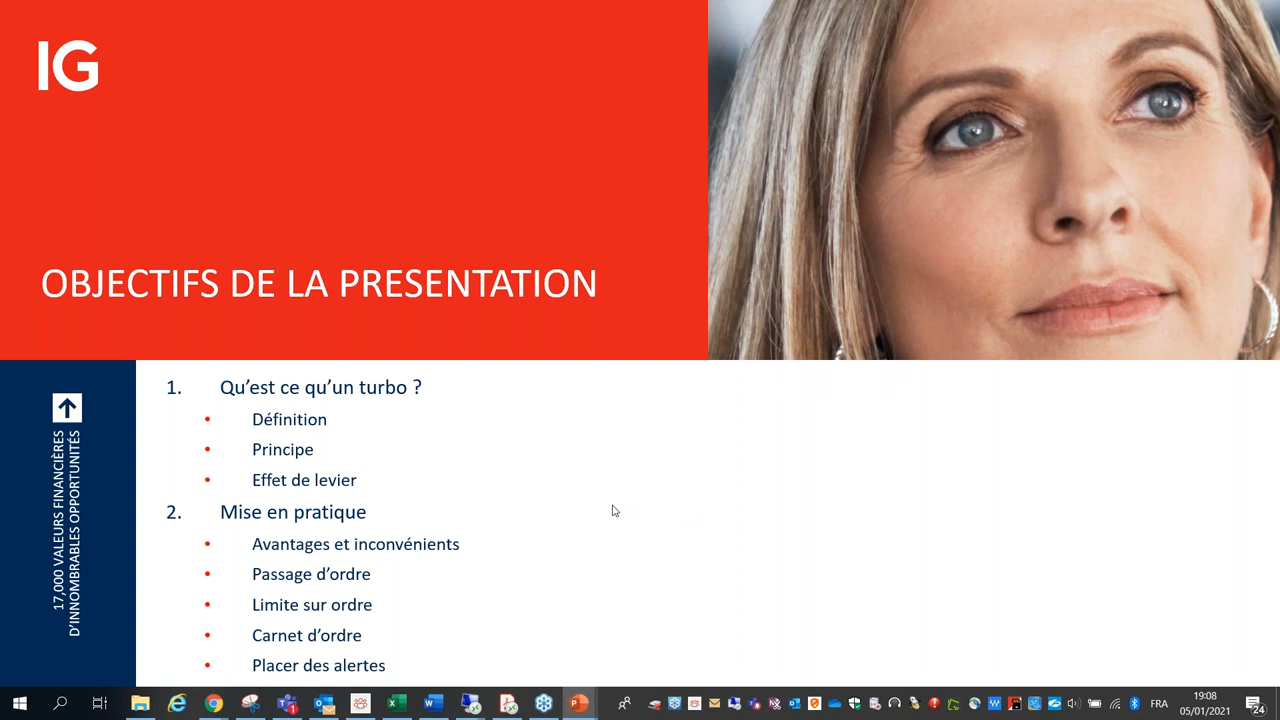 IG
OBJECTIFS DE LA PRESENTATION
17,000 VALEURS FINANCIÈRES
D'INNOMBRABLES OPPORTUNITÉS
1. Qu'est ce qu'un turbo ?
• Définition
• Principe
• Effet de levier
2. Mise en pratique
• Avantages et inconvénients
• Passage d'ordre
• Limite sur ordre
• Carnet d'ordre
• Placer des alertes
FRA
19:08
05/01/2021
24